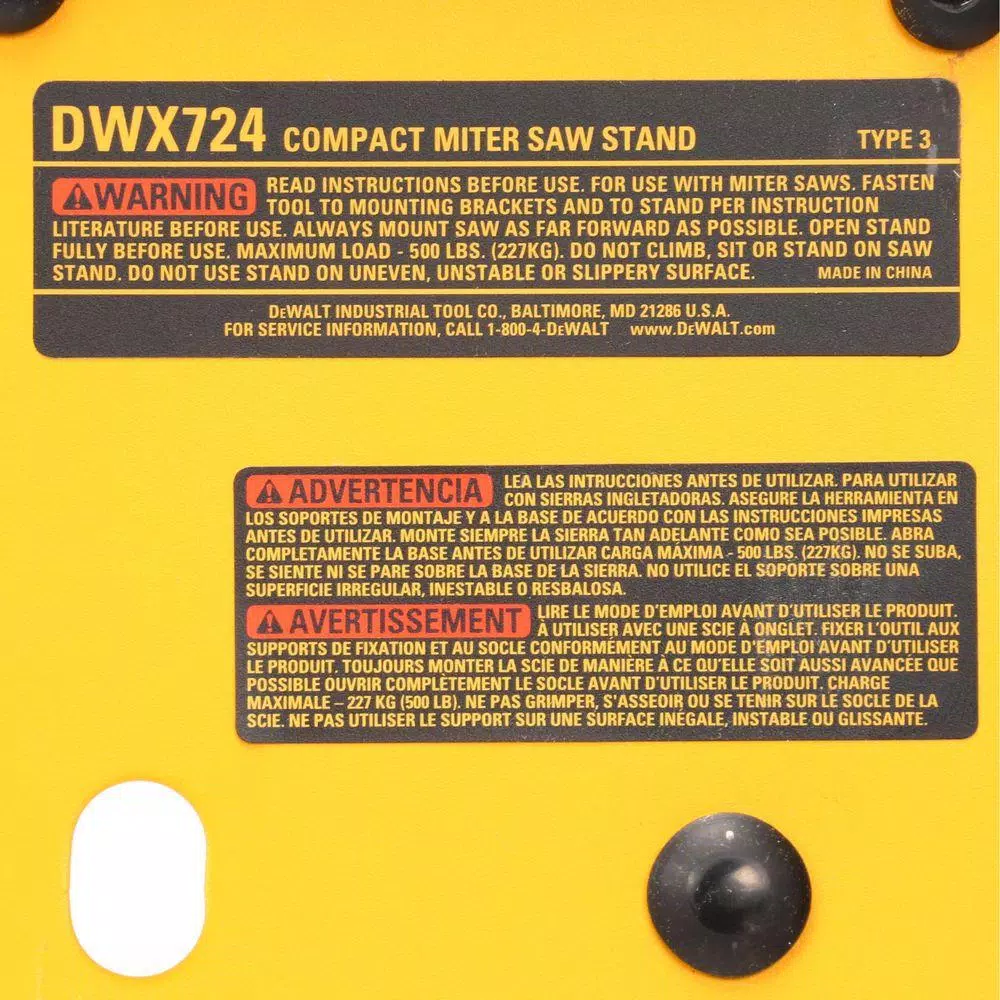 DWX724 COMPACT MITER SAW STAND TYPE 3
⚠WARNING READ INSTRUCTIONS BEFORE USE. FOR USE WITH MITER SAWS. FASTEN
TOOL TO MOUNTING BRACKETS AND TO STAND PER INSTRUCTION
LITERATURE BEFORE USE. ALWAYS MOUNT SAW AS FAR FORWARD AS POSSIBLE. OPEN STAND
FULLY BEFORE USE. MAXIMUM LOAD - 500 LBS. (227KG). DO NOT CLIMB, SIT OR STAND ON SAW
STAND. DO NOT USE STAND ON UNEVEN, UNSTABLE OR SLIPPERY SURFACE. MADE IN CHINA
DEWALT INDUSTRIAL TOOL CO., BALTIMORE, MD 21286 U.S.A.
FOR SERVICE INFORMATION, CALL 1-800-4-DEWALT www.DEWALT.com
⚠ADVERTENCIA LEA LAS INTRUCCIONES ANTES DE UTILIZAR. PARA UTILIZAR
CON SIERRAS INGLETADORAS. ASEGURE LA HERRAMIENTA EN
LOS SOPORTES DE MONTAJE Y A LA BASE DE ACUERDO CON LAS INSTRUCCIONES IMPRESAS
ANTES DE UTILIZAR. MONTE SIEMPRE LA SIERRA TAN ADELANTE COMO SEA POSIBLE. ABRA
COMPLETAMENTE LA BASE ANTES DE UTILIZAR CARGA MÁXIMA - 500 LBS. (227KG). NO SE SUBA,
SE SIENTE NI SE PARE SOBRE LA BASE DE LA SIERRA. NO UTILICE EL SOPORTE SOBRE UNA
SUPERFICIE IRREGULAR, INESTABLE O RESBALOSA.
⚠AVERTISSEMENT LIRE LE MODE D'EMPLOI AVANT D'UTILISER LE PRODUIT.
À UTILISER AVEC UNE SCIE À ONGLET. FIXER L'OUTIL AUX
SUPPORTS DE FIXATION ET AU SOCLE CONFORMÉMENT AU MODE D'EMPLOI AVANT D'UTILISER
LE PRODUIT. TOUJOURS MONTER LA SCIE DE MANIÈRE À CE QU'ELLE SOIT AUSSI AVANCÉE QUE
POSSIBLE OUVRIR COMPLÈTEMENT LE SOCLE AVANT D'UTILISER LE PRODUIT. CHARGE
MAXIMALE – 227 KG (500 LB). NE PAS GRIMPER, S'ASSEOIR OU SE TENIR SUR LE SOCLE DE LA
SCIE. NE PAS UTILISER LE SUPPORT SUR UNE SURFACE INÉGALE, INSTABLE OU GLISSANTE.